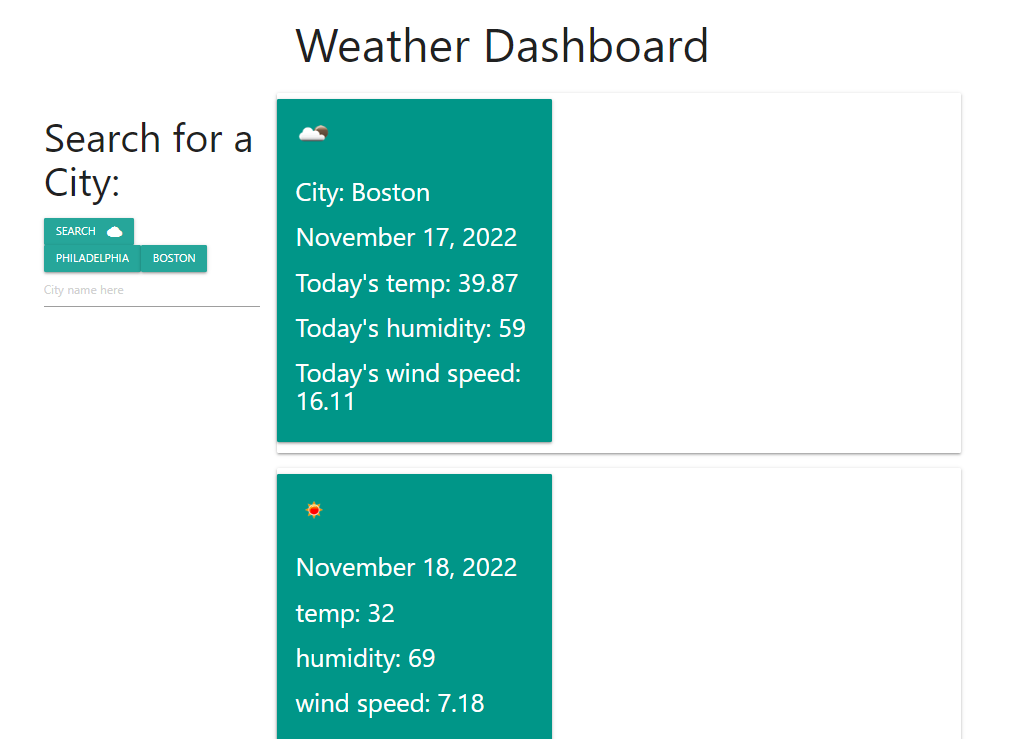 Weather Dashboard
Search for a
City:
SEARCH
PHILADELPHIA BOSTON
City name here
City: Boston
November 17, 2022
Today's temp: 39.87
Today's humidity: 59
Today's wind speed:
16.11
November 18, 2022
temp: 32
humidity: 69
wind speed: 7.18